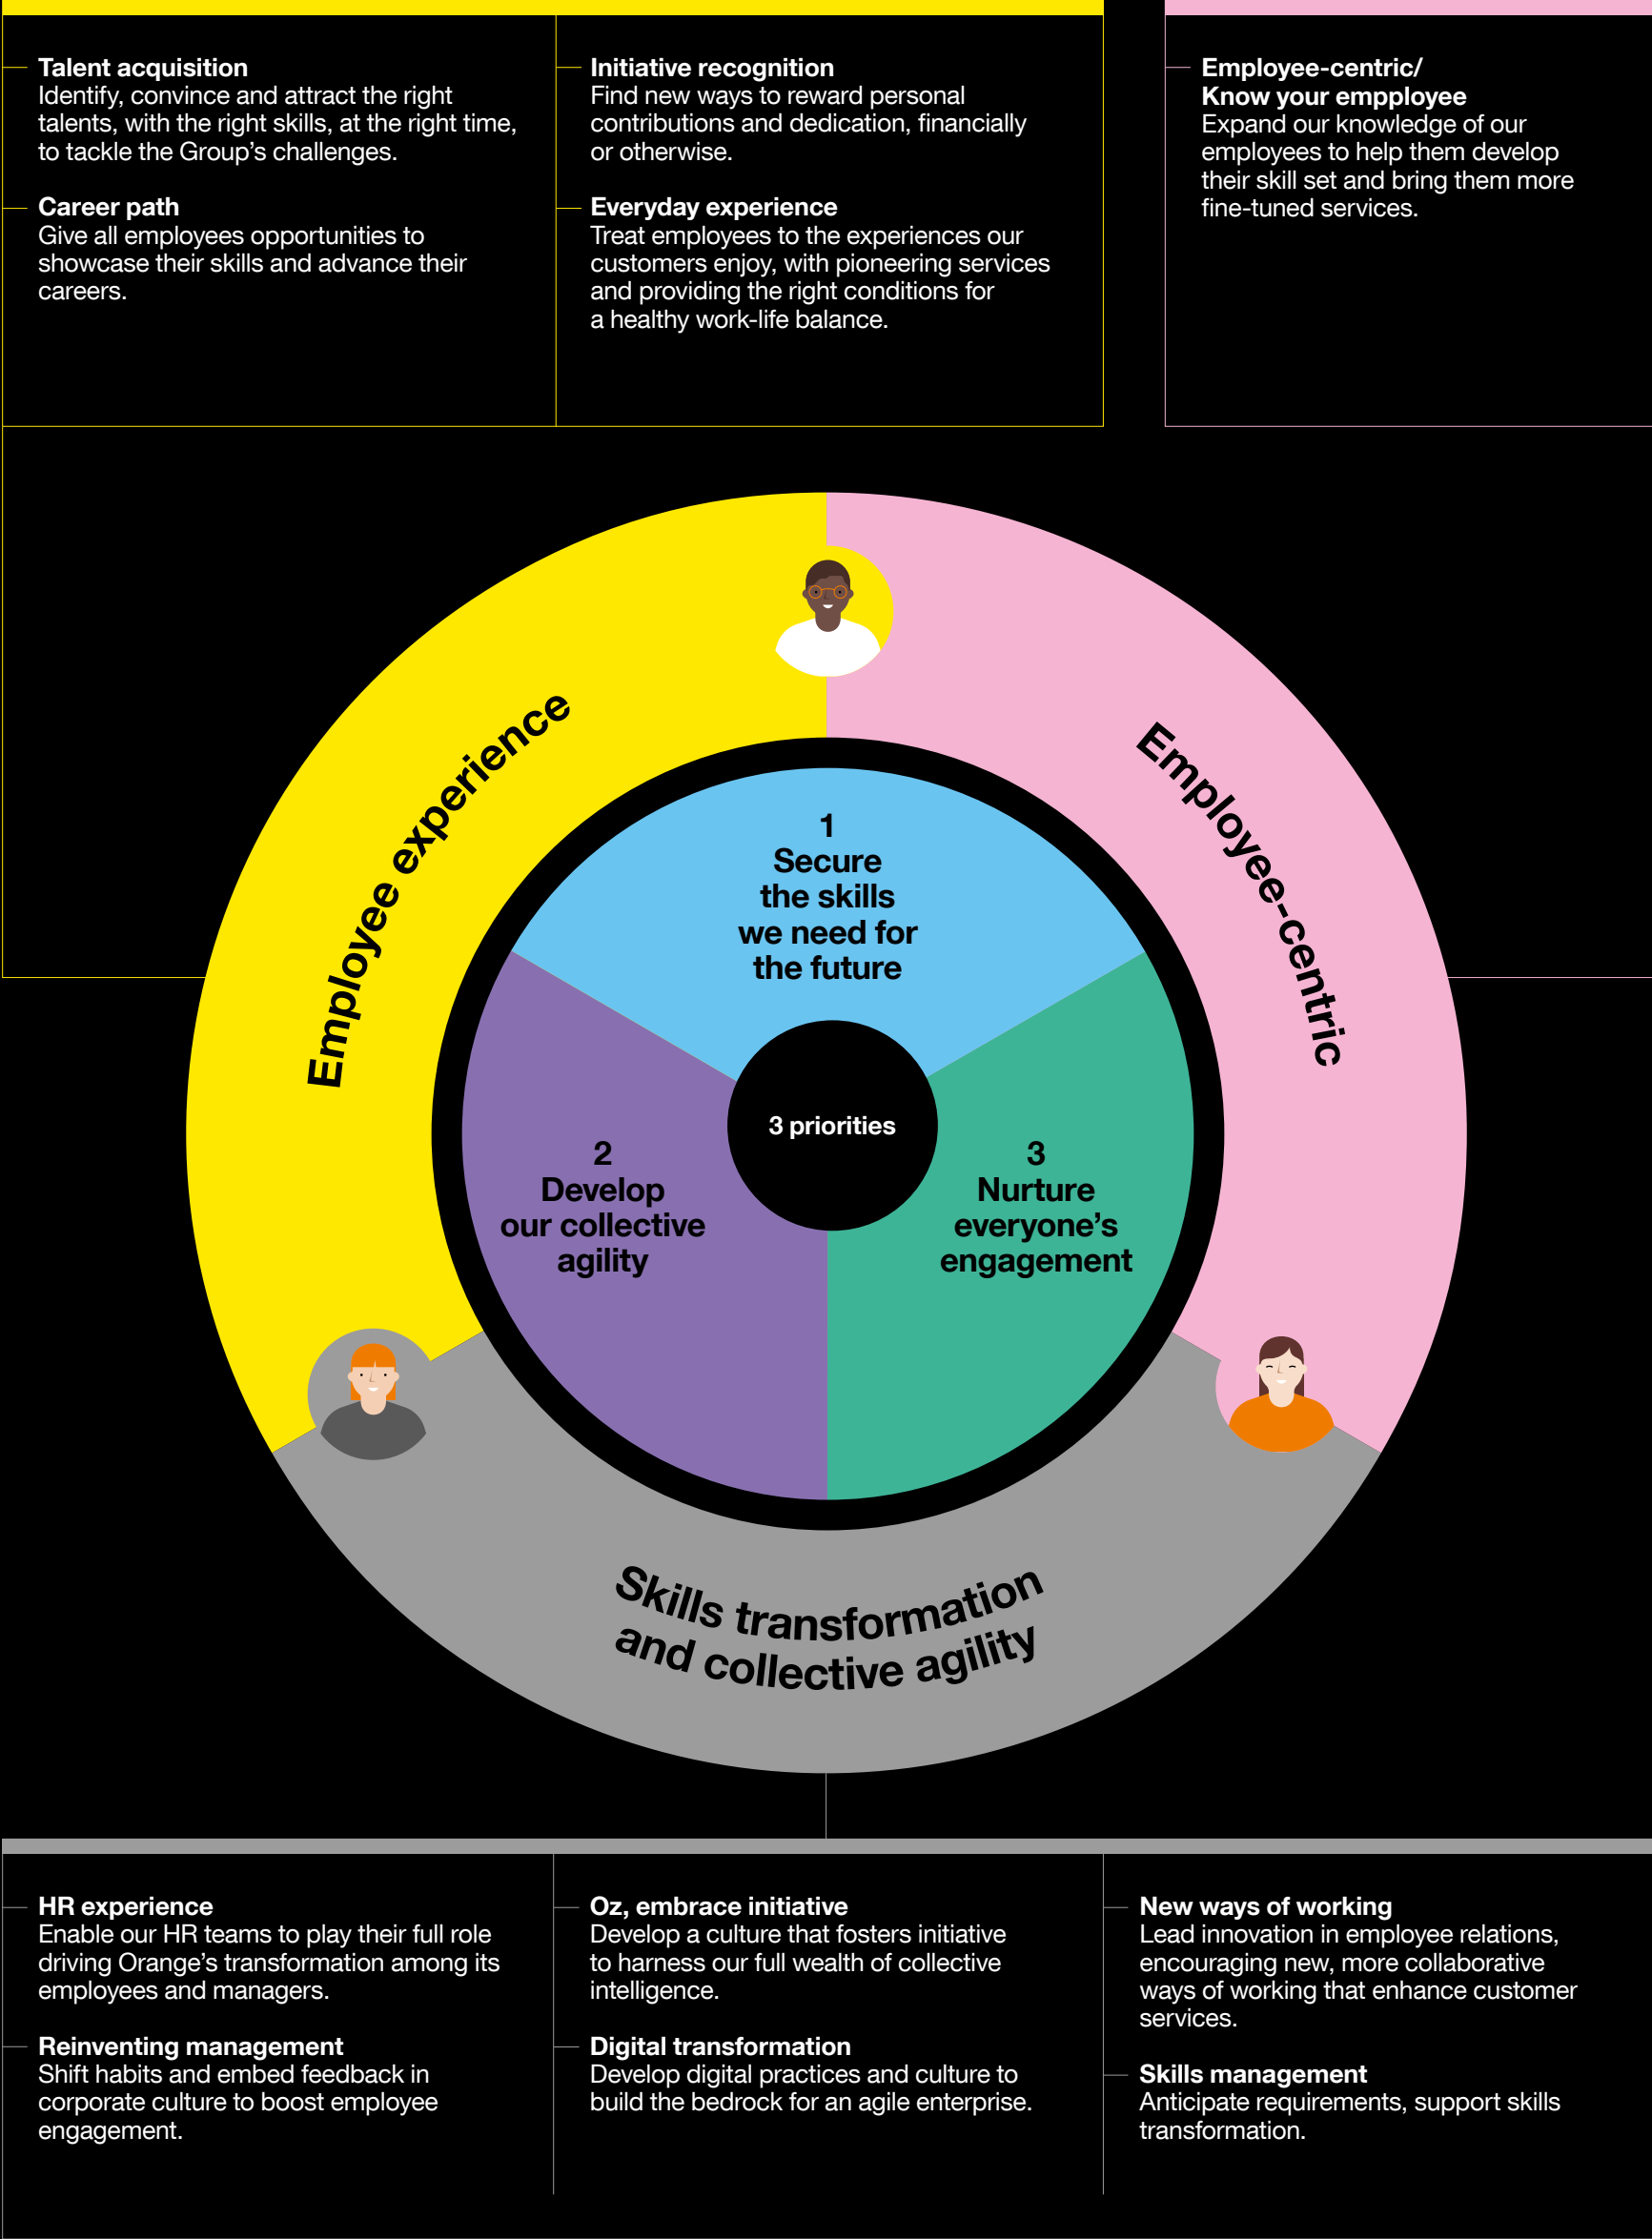 Talent acquisition
Identify, convince and attract the right
talents, with the right skills, at the right time,
to tackle the Group’s challenges.
Career path
Give all employees opportunities to
showcase their skills and advance their
careers.
Initiative recognition
Find new ways to reward personal
contributions and dedication, financially
or otherwise.
Everyday experience
Treat employees to the experiences our
customers enjoy, with pioneering services
and providing the right conditions for
a healthy work-life balance.
Employee-centric/
Know your empployee
Expand our knowledge of our
employees to help them develop
their skill set and bring them more
fine-tuned services.
Employee experience
Employee-centric
1
Secure
the skills
we need for
the future
3 priorities
2
Develop
our collective
agility
3
Nurture
everyone’s
engagement
Skills transformation
and collective agility
HR experience
Enable our HR teams to play their full role
driving Orange’s transformation among its
employees and managers.
Reinventing management
Shift habits and embed feedback in
corporate culture to boost employee
engagement.
Oz, embrace initiative
Develop a culture that fosters initiative
to harness our full wealth of collective
intelligence.
Digital transformation
Develop digital practices and culture to
build the bedrock for an agile enterprise.
New ways of working
Lead innovation in employee relations,
encouraging new, more collaborative
ways of working that enhance customer
services.
Skills management
Anticipate requirements, support skills
transformation.